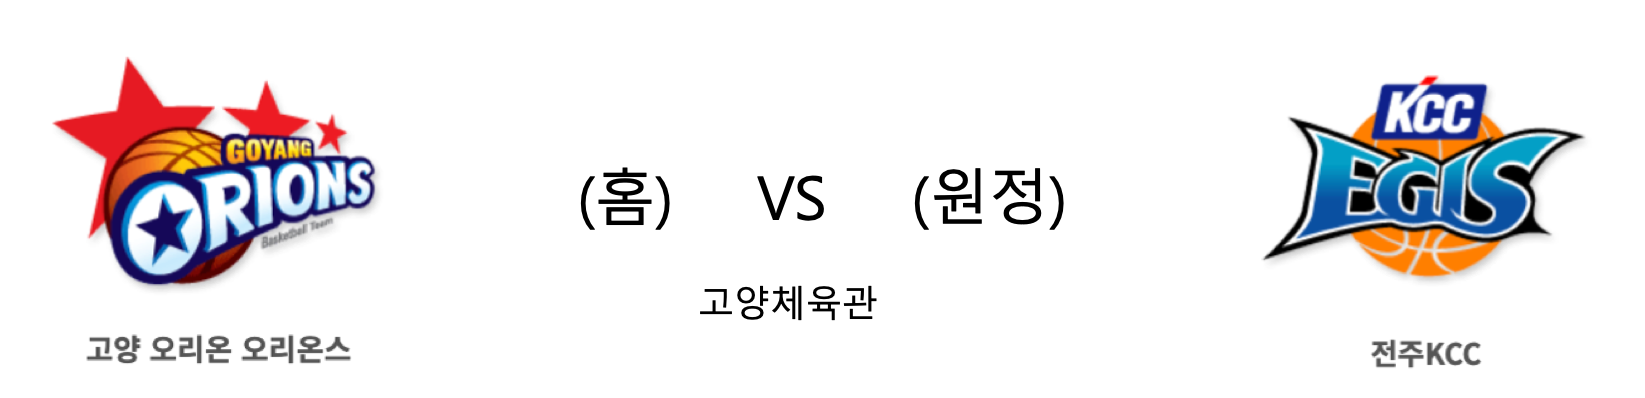 GOYANG
ORIONS
Basketball Team
고양 오리온 오리온스
(홈) VS (원정)
고양체육관
KCC
EGIS
전주KCC